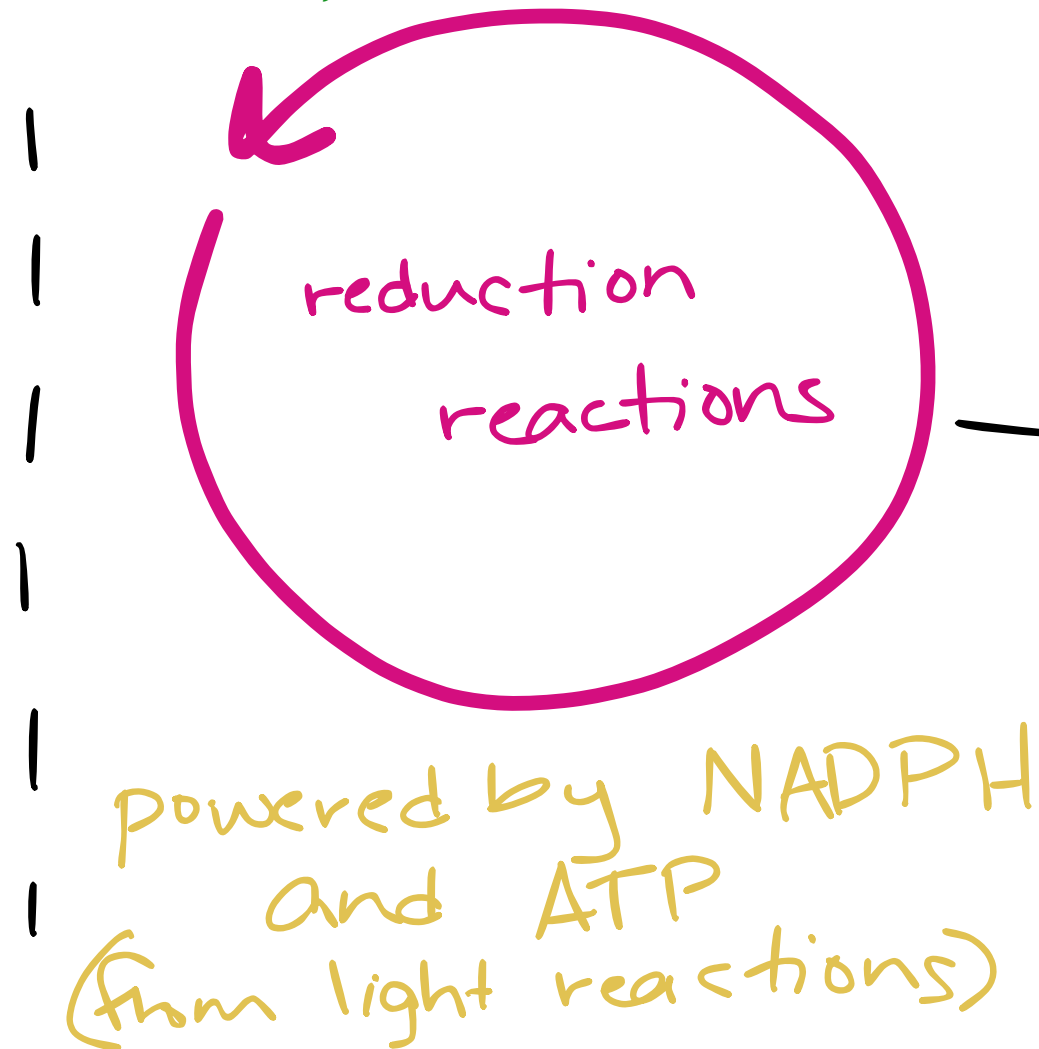 reduction
reactions
powered by NADPH
and ATP
(from light reactions)